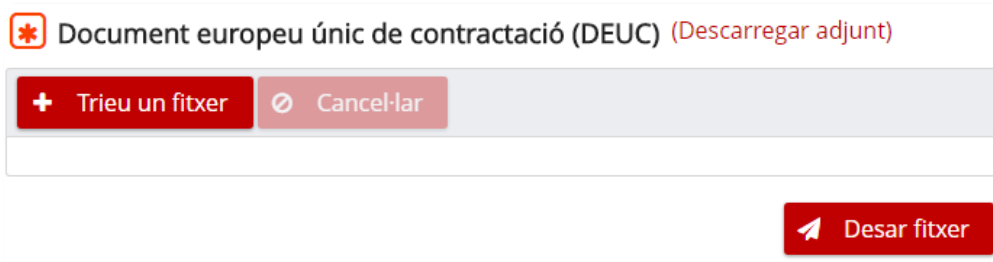 Document europeu únic de contractació (DEUC) (Descarregar adjunt)
Trieu un fitxer Cancel·lar
Desar fitxer